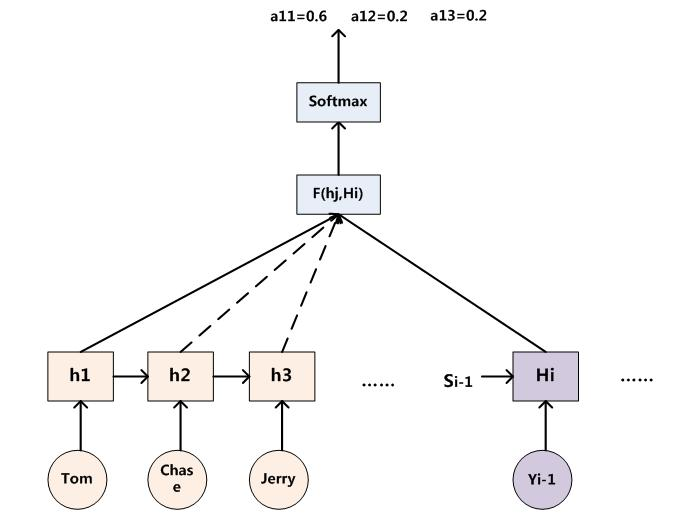 a11=0.6 a12=0.2 a13=0.2
Softmax
F(hj,Hi)
h1 h2 h3 ...... Si-1 Hi ......
Tom Chas
e Jerry Yi-1